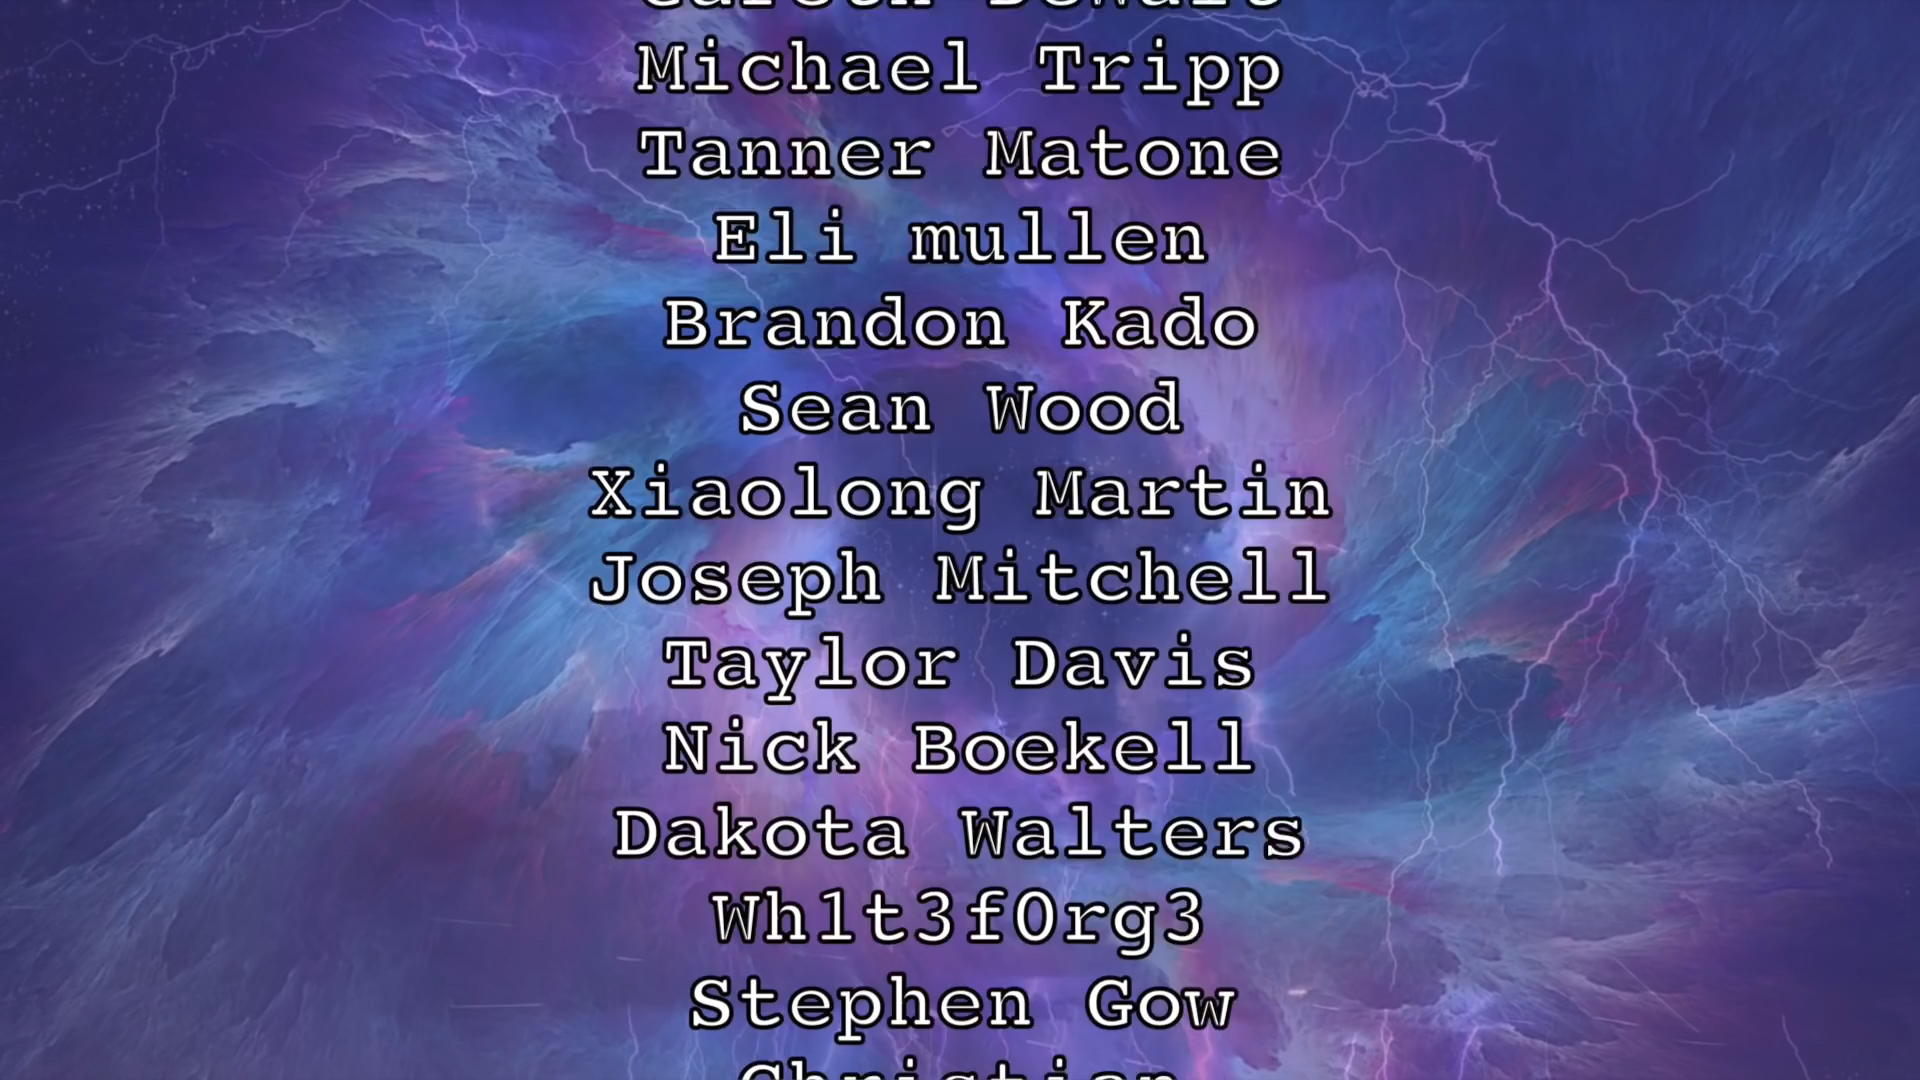 Michael Tripp
Tanner Matone
Eli mullen
Brandon Kado
Sean Wood
Xiaolong Martin
Joseph Mitchell
Taylor Davis
Nick Boekell
Dakota Walters
Wh1t3f0rg3
Stephen Gow
Christian